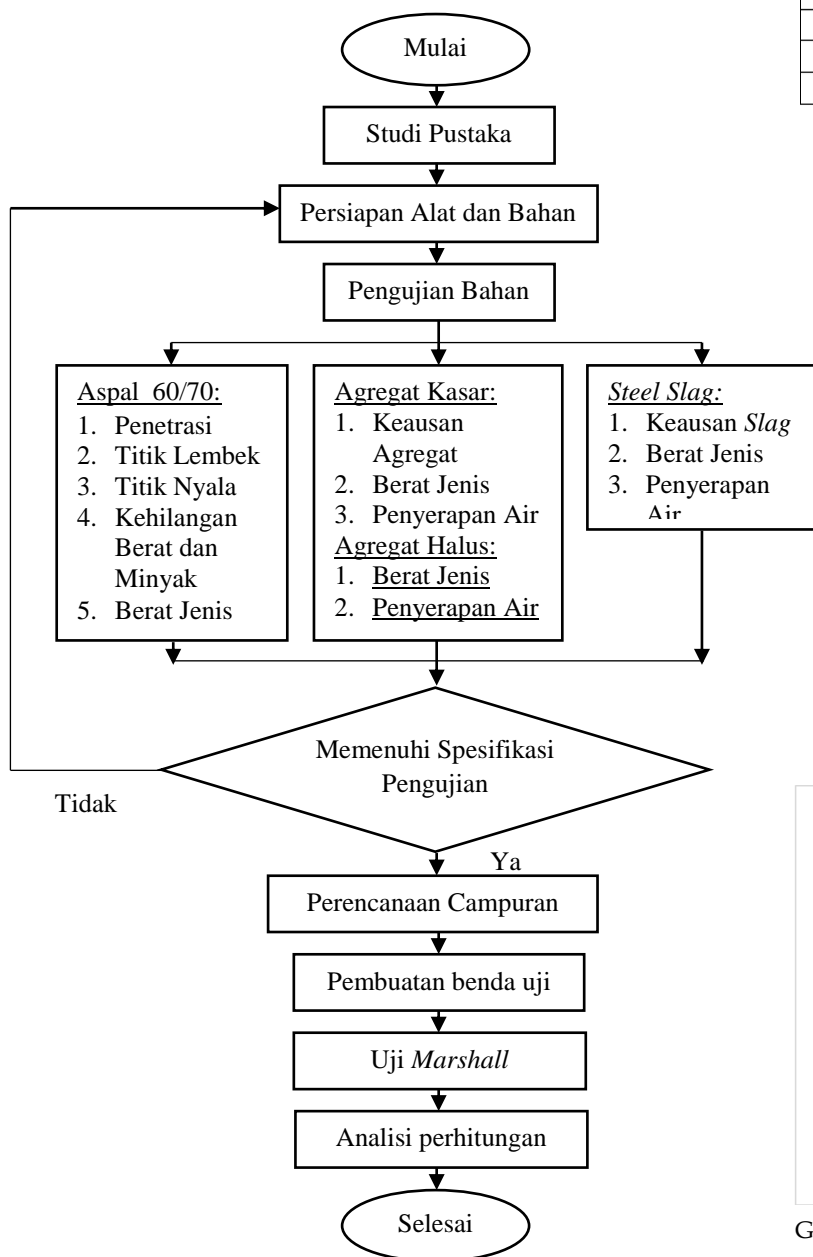 Mulai
Studi Pustaka
Persiapan Alat dan Bahan
Pengujian Bahan
Aspal 60/70:
1. Penetrasi
2. Titik Lembek
3. Titik Nyala
4. Kehilangan
Berat dan
Minyak
5. Berat Jenis
Agregat Kasar:
1. Keausan
Agregat
2. Berat Jenis
3. Penyerapan Air
Agregat Halus:
1. Berat Jenis
2. Penyerapan Air
Steel Slag:
1. Keausan Slag
2. Berat Jenis
3. Penyerapan
Air
Memenuhi Spesifikasi
Pengujian
Tidak
Ya
Perencanaan Campuran
Pembuatan benda uji
Uji Marshall
Analisi perhitungan
Selesai
G